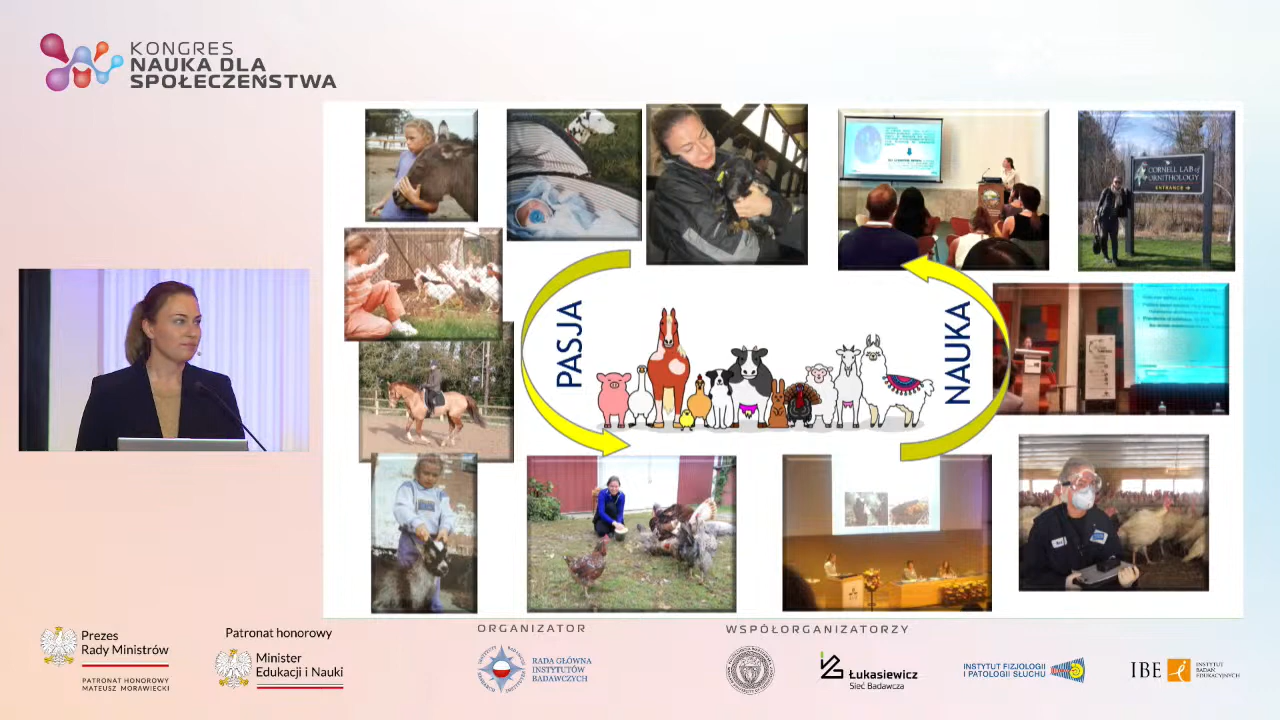 KONGRES
NAUKA DLA
SPOŁECZEŃSTWA
CORNELL LAB of
ORNITHOLOGY
ENTRANCE →
PASJA
NAUKA
Prezes
Rady Ministrów
PATRONAT HONOROWY
MATEUSZ MORAWIECKI
Patronat honorowy
Minister
Edukacji i Nauki
ORGANIZATOR
RADA GŁÓWNA
INSTYTUTÓW
BADAWCZYCH
WSPÓŁORGANIZATORZY
Łukasiewicz
Sieć Badawcza
INSTYTUT FIZJOLOGII
I PATOLOGII SŁUCHU
IBE
INSTYTUT
BADAŃ
EDUKACYJNYCH